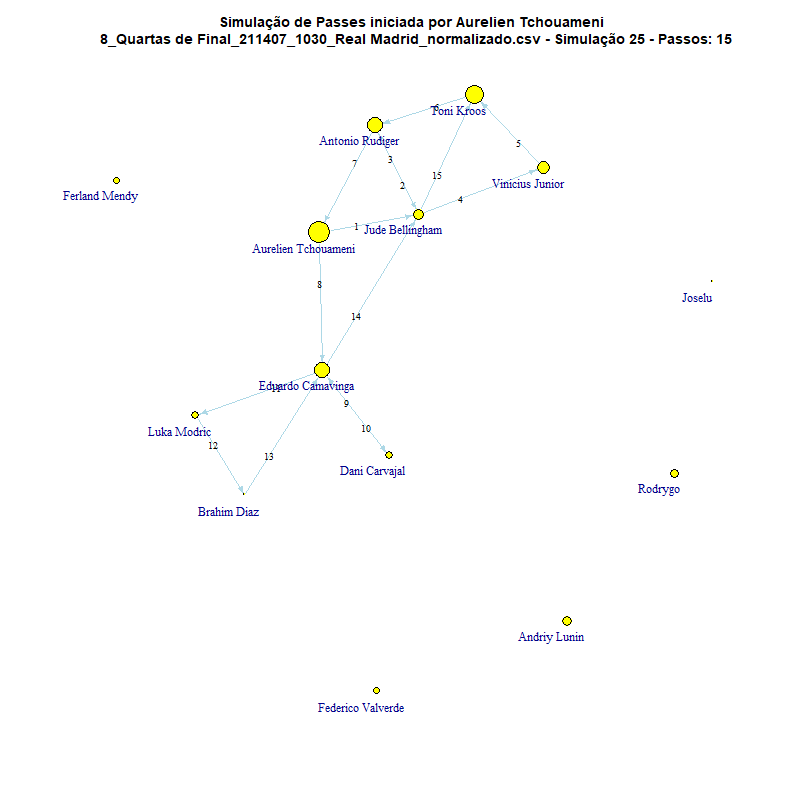 Simulação de Passes iniciada por Aurelien Tchouameni
8_Quartas de Final_211407_1030_Real Madrid_normalizado.csv - Simulação 25 - Passos: 15
Toni Kroos
6
Antonio Rudiger
5
3
7
15
Vinicius Junior
2
Ferland Mendy
4
1
Jude Bellingham
Aurelien Tchouameni
8
Joselu
14
Eduardo Camavinga
11
9
10
Luka Modric
12
13
Dani Carvajal
Rodrygo
Brahim Diaz
Andriy Lunin
Federico Valverde